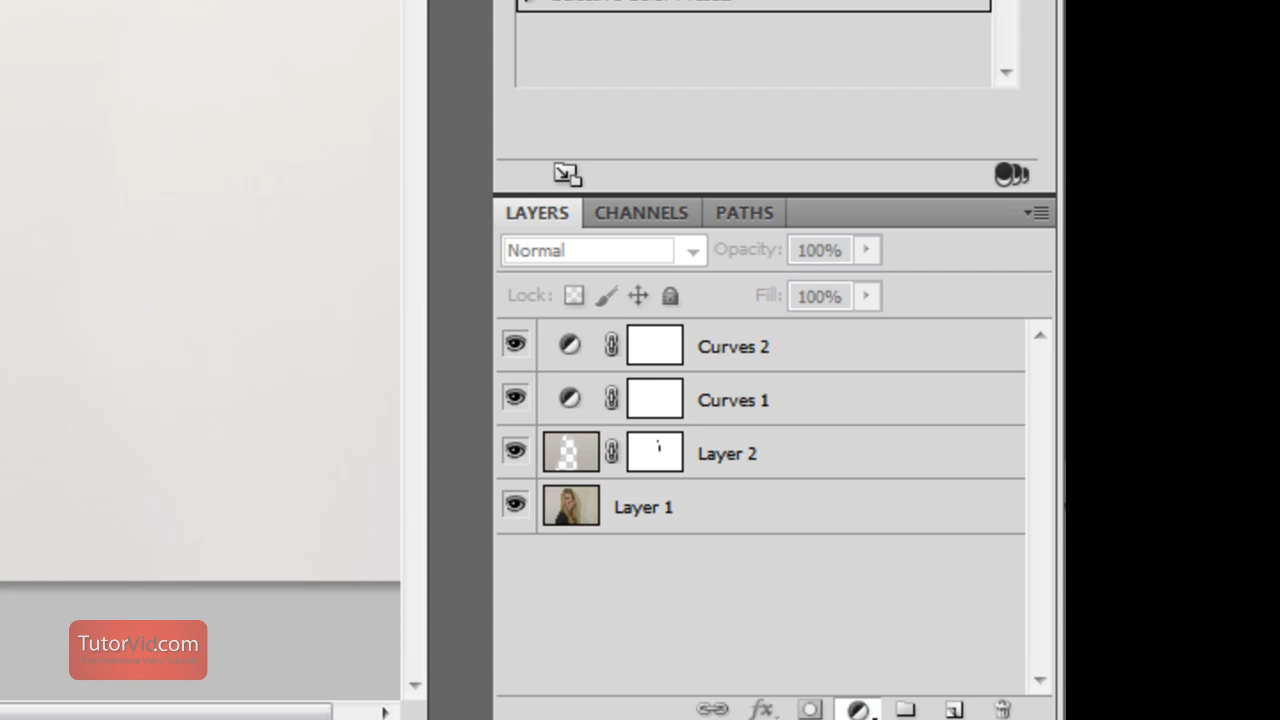 LAYERS CHANNELS PATHS
Normal Opacity: 100%
Lock: Fill: 100%
Curves 2
Curves 1
Layer 2
Layer 1
fx
TutorVid.com